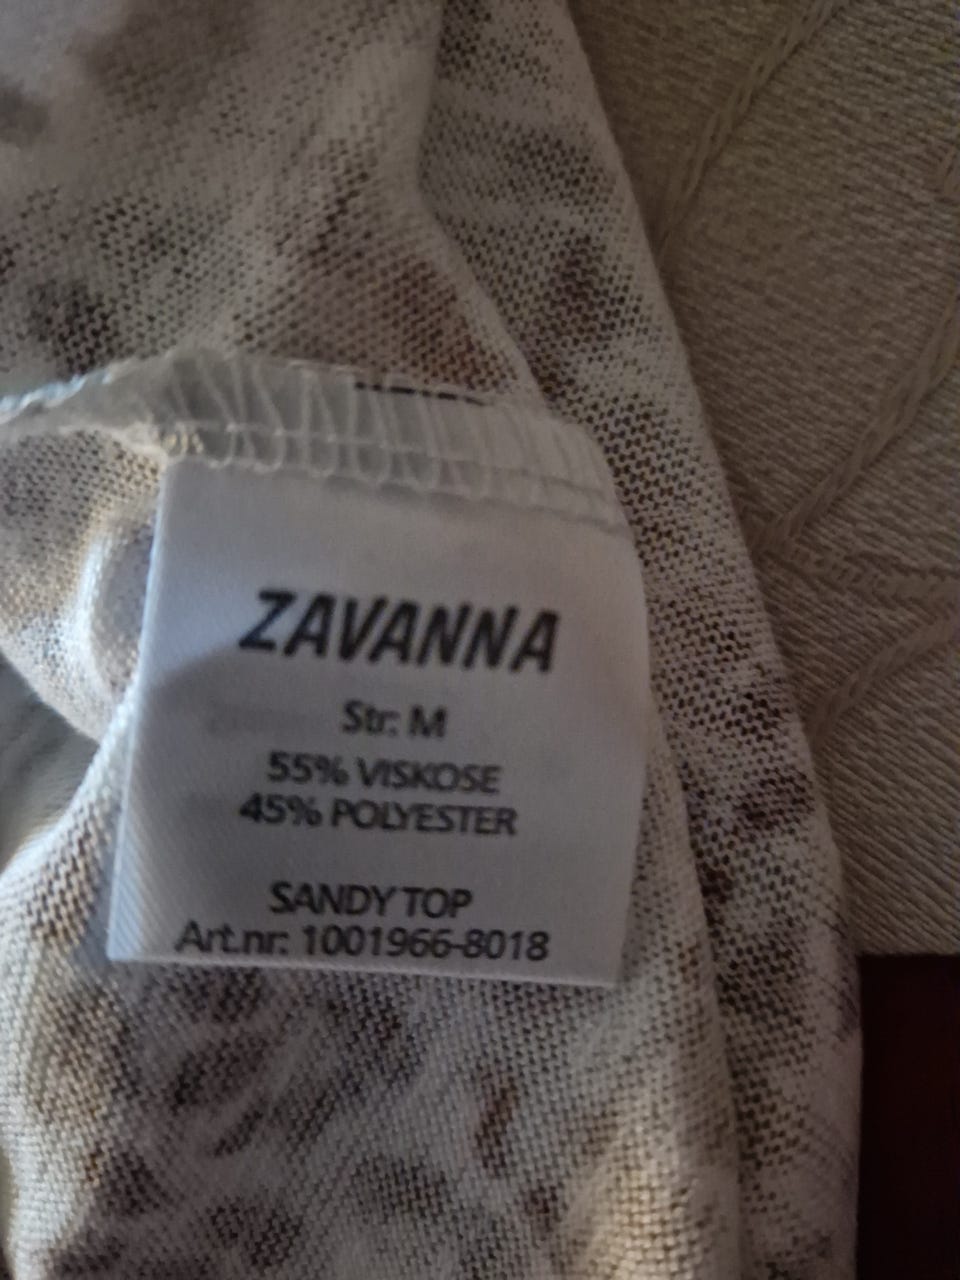 ZAVANNA
Str: M
55% VISKOSE
45% POLYESTER
SANDY TOP
Art.nr: 1001966-8018